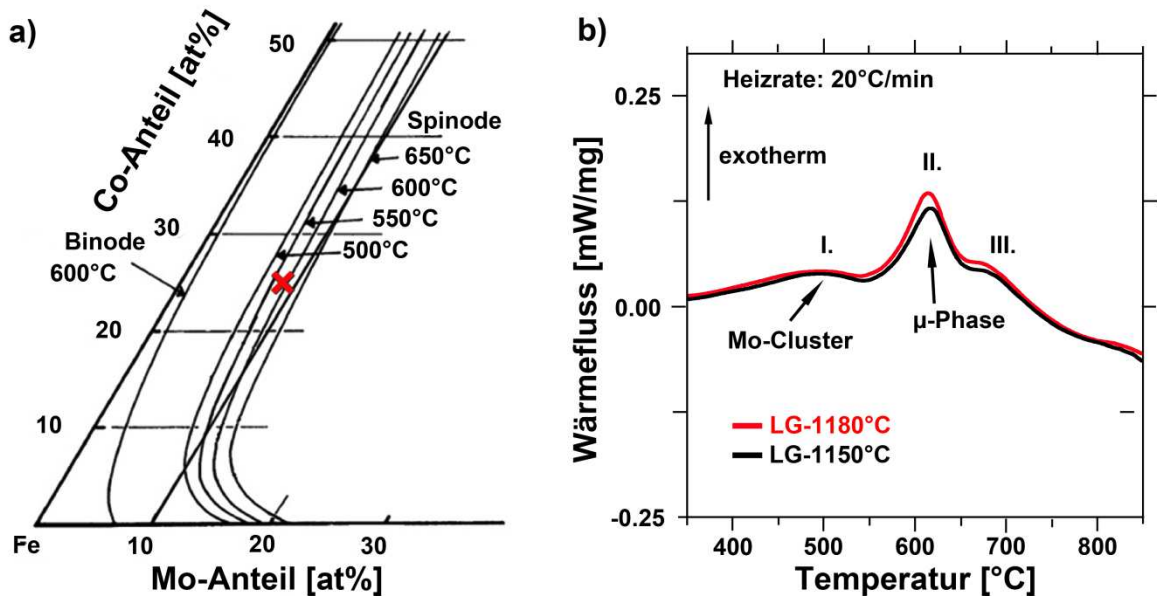 a)
Co-Anteil [at%]
50
40
30
20
10
Spinode
650°C
600°C
550°C
500°C
Binode
600°C
Fe
10
20
30
Mo-Anteil [at%]
b)
Heizrate: 20°C/min
exotherm
I.
II.
III.
Mo-Cluster
µ-Phase
LG-1180°C
LG-1150°C
Wärmefluss [mW/mg]
0.25
0.00
-0.25
400
500
600
700
800
Temperatur [°C]